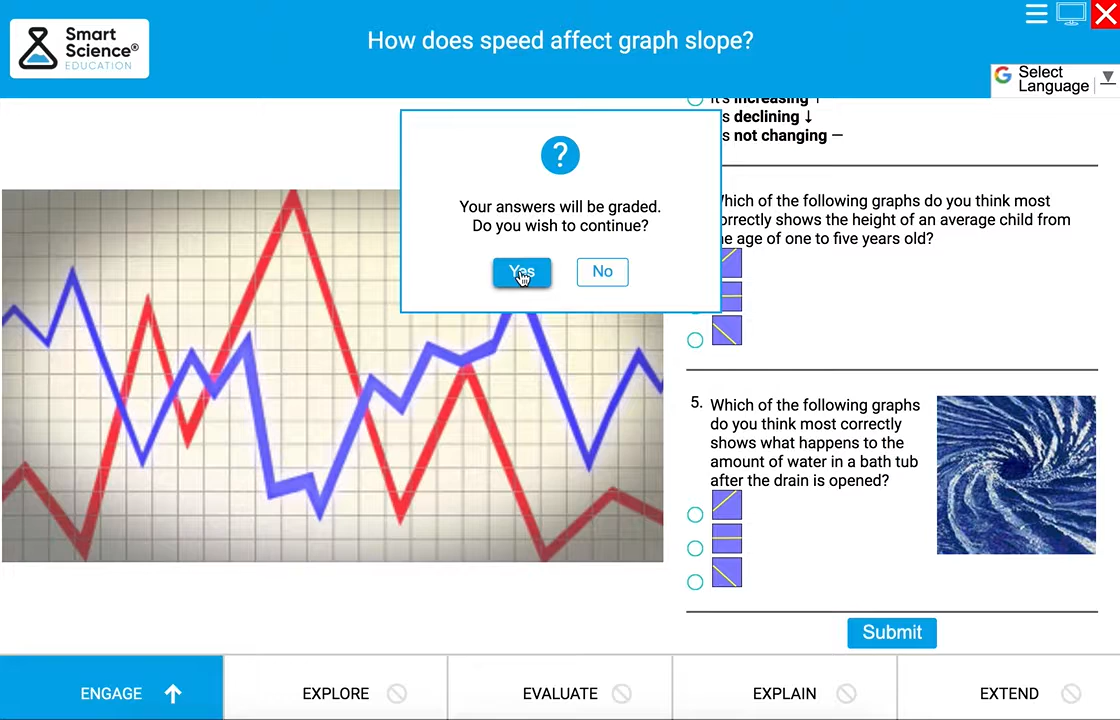 Smart
Science®
EDUCATION
How does speed affect graph slope?
Select
Language
It's increasing ↑
s declining ↓
s not changing —
?
Your answers will be graded.
Do you wish to continue?
Yes
No
Which of the following graphs do you think most
orrectly shows the height of an average child from
e age of one to five years old?
5. Which of the following graphs
do you think most correctly
shows what happens to the
amount of water in a bath tub
after the drain is opened?
Submit
ENGAGE
EXPLORE
EVALUATE
EXPLAIN
EXTEND